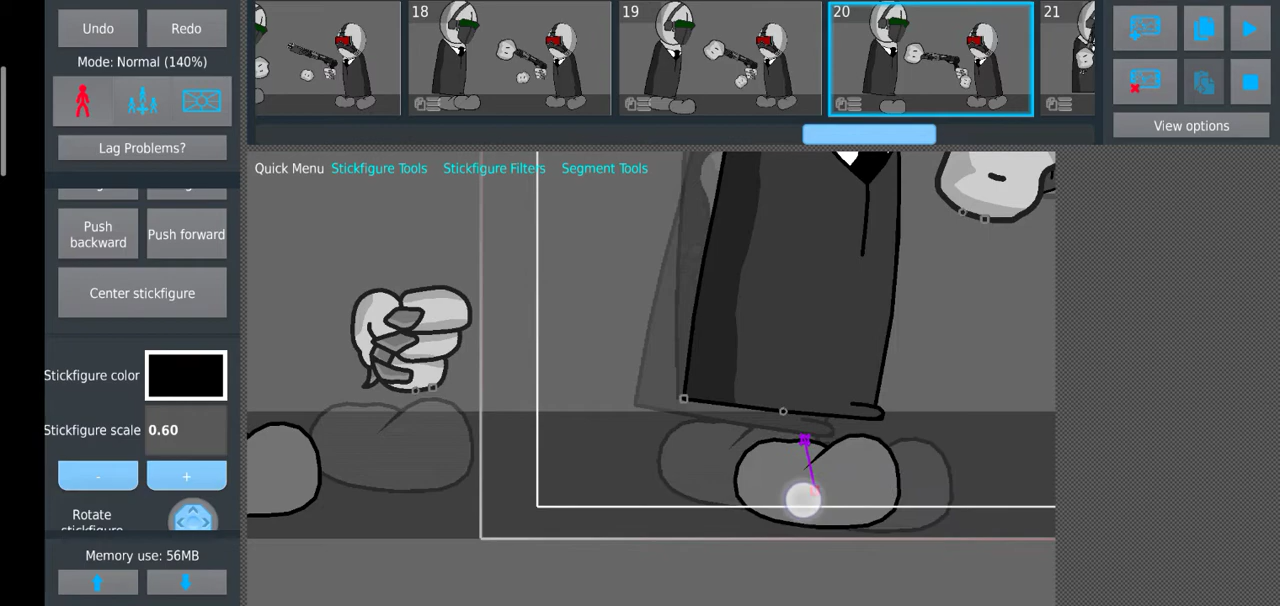 Undo
Redo
Mode: Normal (140%)
Lag Problems?
Push backward
Push forward
Center stickfigure
Stickfigure color
Stickfigure scale
0.60
-
+
Rotate
Memory use: 56MB
18
19
20
21
View options
Quick Menu
Stickfigure Tools
Stickfigure Filters
Segment Tools